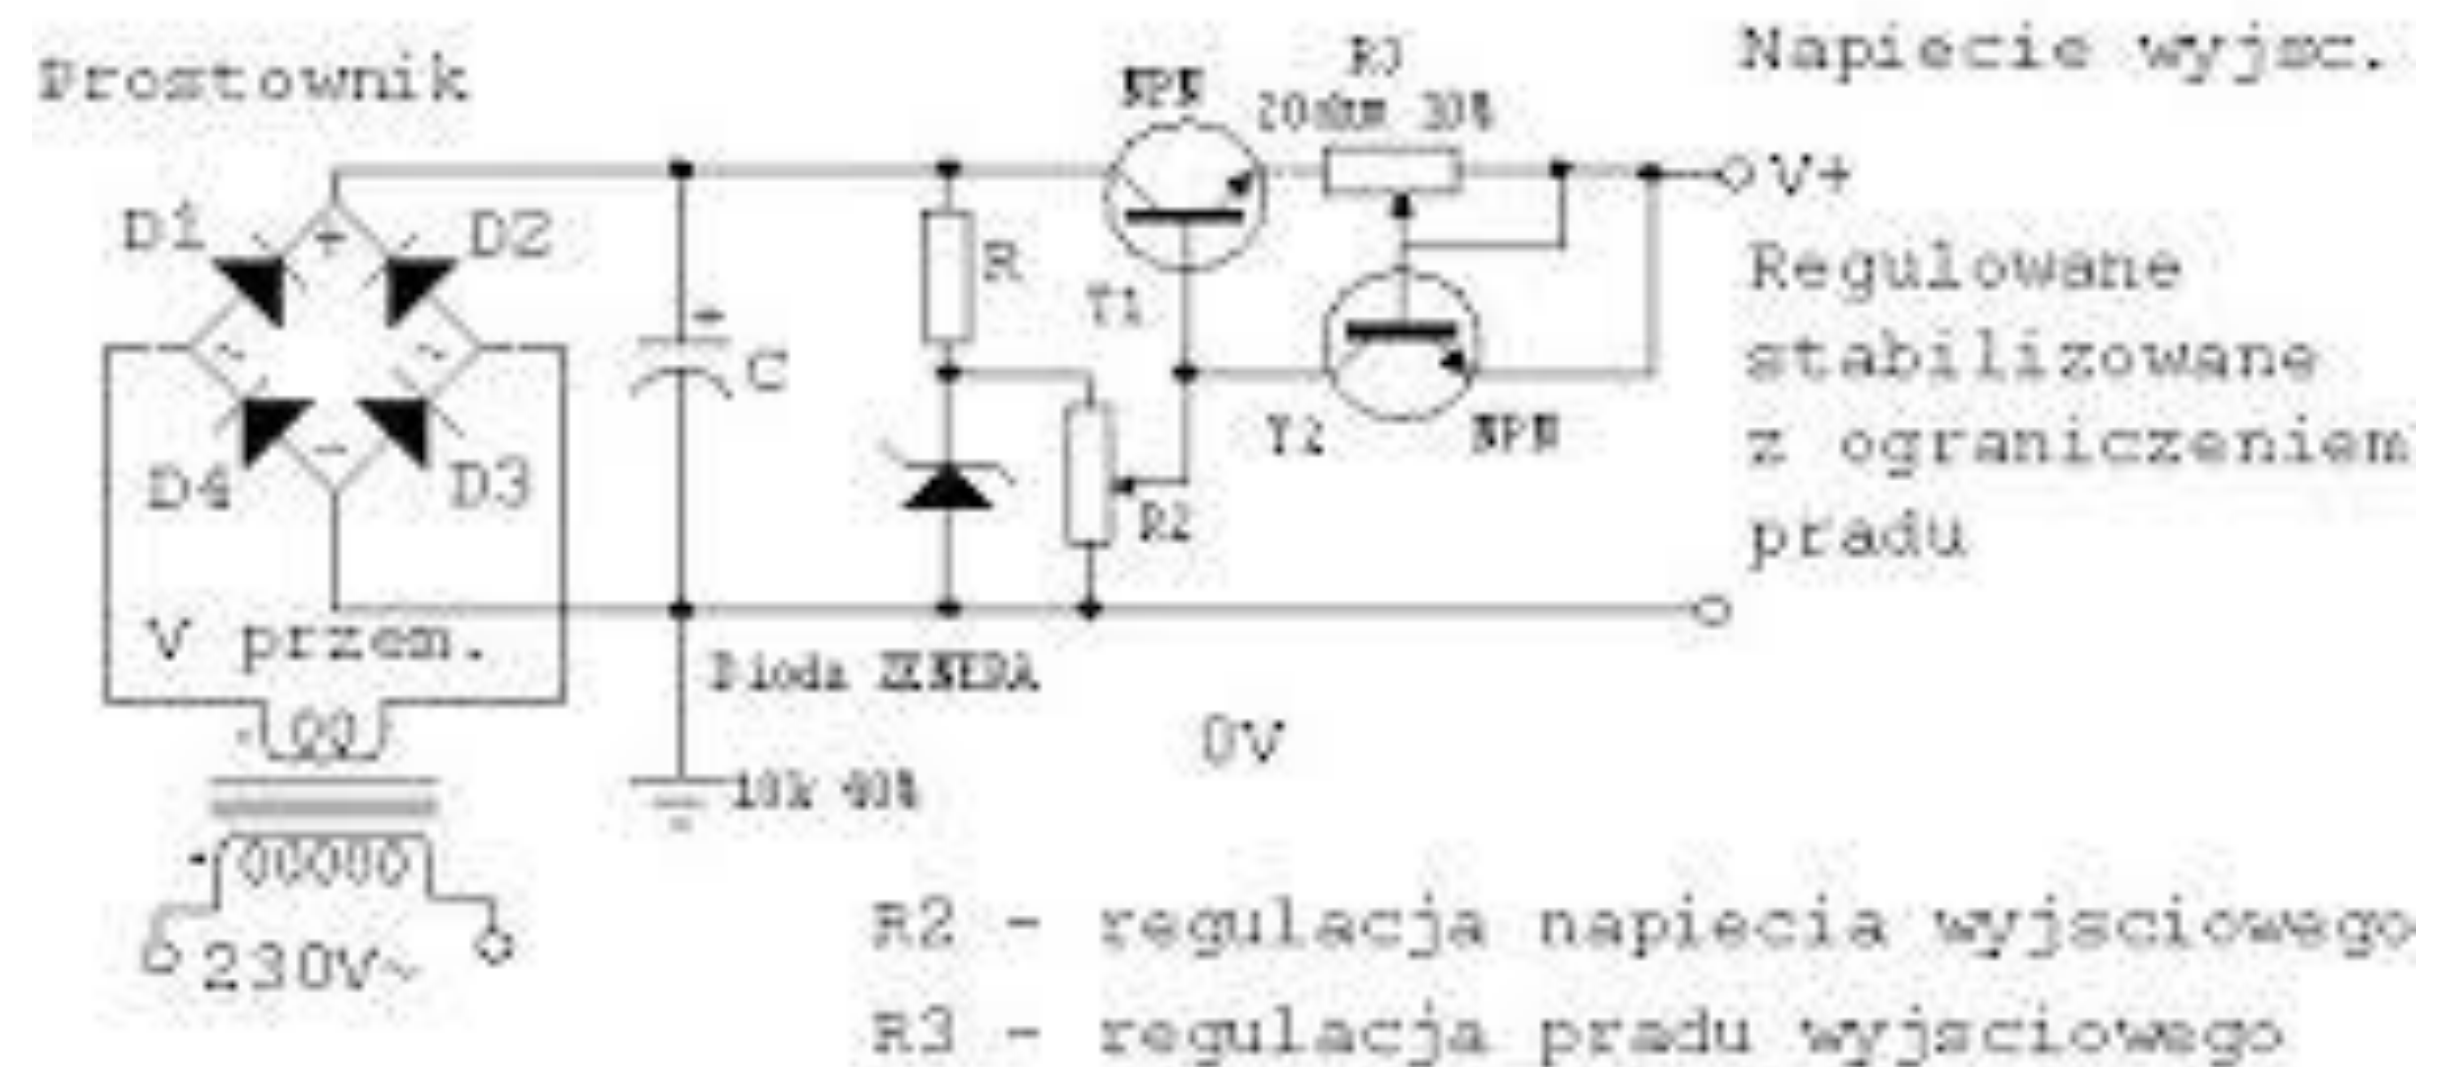 Prostownik
NPN
R3
20ohm 30%
Napiecie wyjsc.
V+
D1
D2
+
R
T1
+
C
~
~
Regulowane
stabilizowane
z ograniczeniem
pradu
D4
D3
-
T2
NPN
R2
V przem.
Dioda ZENERA
0V
10k 40%
230V~
R2 - regulacja napiecia wyjsciowego
R3 - regulacja pradu wyjsciowego